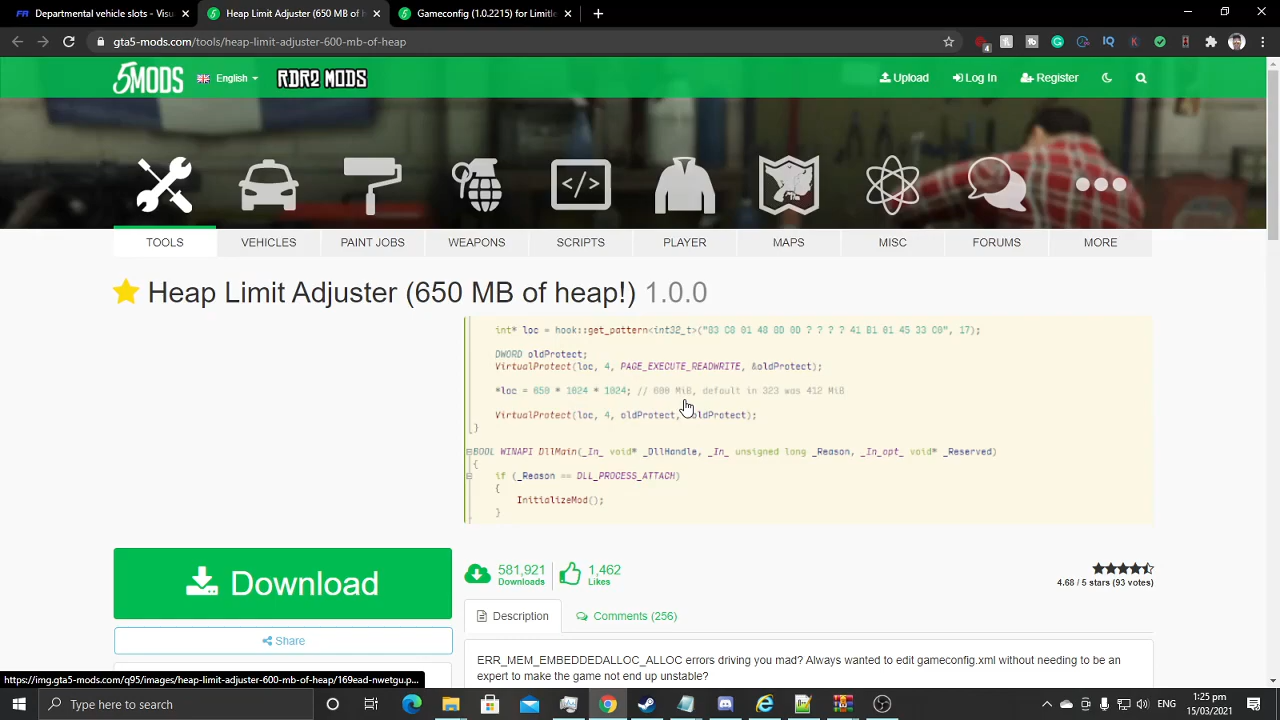 Departmental vehicle slots - Visu
Heap Limit Adjuster (650 MB of h
Gameconfig (1.0.2215) for Limitle
gta5-mods.com/tools/heap-limit-adjuster-600-mb-of-heap
4
IQ
K
5MODS
English
RDR2 MODS
Upload
Log In
Register
TOOLS
VEHICLES
PAINT JOBS
WEAPONS
SCRIPTS
PLAYER
MAPS
MISC
FORUMS
MORE
Heap Limit Adjuster (650 MB of heap!) 1.0.0
int* loc = hook::get_pattern<int32_t>("83 C8 01 48 8D 0D ? ? ? ? 41 B1 01 45 33 C0", 17);
DWORD oldProtect;
VirtualProtect(loc, 4, PAGE_EXECUTE_READWRITE, &oldProtect);
*loc = 650 * 1024 * 1024; // 600 MiB, default in 323 was 412 MiB
VirtualProtect(loc, 4, oldProtect, &oldProtect);
}
BOOL WINAPI DllMain(_In_ void* _DllHandle, _In_ unsigned long _Reason, _In_opt_ void* _Reserved)
{
if (_Reason == DLL_PROCESS_ATTACH)
{
InitializeMod();
}
Download
581,921
Downloads
1,462
Likes
4.68 / 5 stars (93 votes)
Share
Description
Comments (256)
ERR_MEM_EMBEDDEDALLOC_ALLOC errors driving you mad? Always wanted to edit gameconfig.xml without needing to be an
expert to make the game not end up unstable?
https://img.gta5-mods.com/q95/images/heap-limit-adjuster-600-mb-of-heap/169ead-nwetgu.p...
Type here to search
1:25 pm
15/03/2021